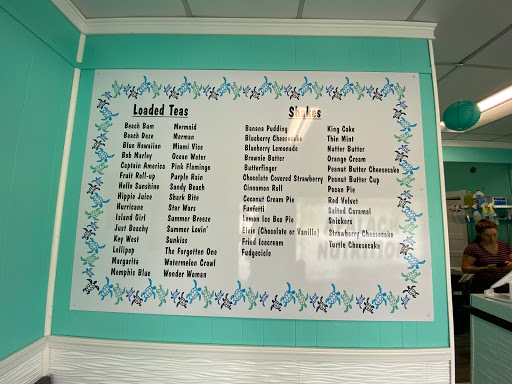 Loaded Teas
Beach Bum
Beach Daze
Blue Hawaiian
Bob Marley
Captain America
Fruit Roll-up
Hello Sunshine
Hippie Juice
Hurricane
Island Girl
Just Beachy
Key West
Lollipop
Margarita
Memphis Blue
Mermaid
Merman
Miami Vice
Ocean Water
Pink Flamingo
Purple Rain
Sandy Beach
Shark Bite
Star Wars
Summer Breeze
Summer Lovin'
Sunkiss
The Forgotten One
Watermelon Crawl
Wonder Woman
Shakes
Banana Pudding
Blueberry Cheesecake
Blueberry Lemonade
Brownie Batter
Butterfinger
Chocolate Covered Strawberry
Cinnamon Roll
Coconut Cream Pie
Funfetti
Lemon Ice Box Pie
Elvis (Chocolate or Vanilla)
Fried Icecream
Fudgecicle
King Cake
Thin Mint
Nutter Butter
Orange Cream
Peanut Butter Cheesecake
Peanut Butter Cup
Pecan Pie
Red Velvet
Salted Caramel
Snickers
Strawberry Cheesecake
Turtle Cheesecake